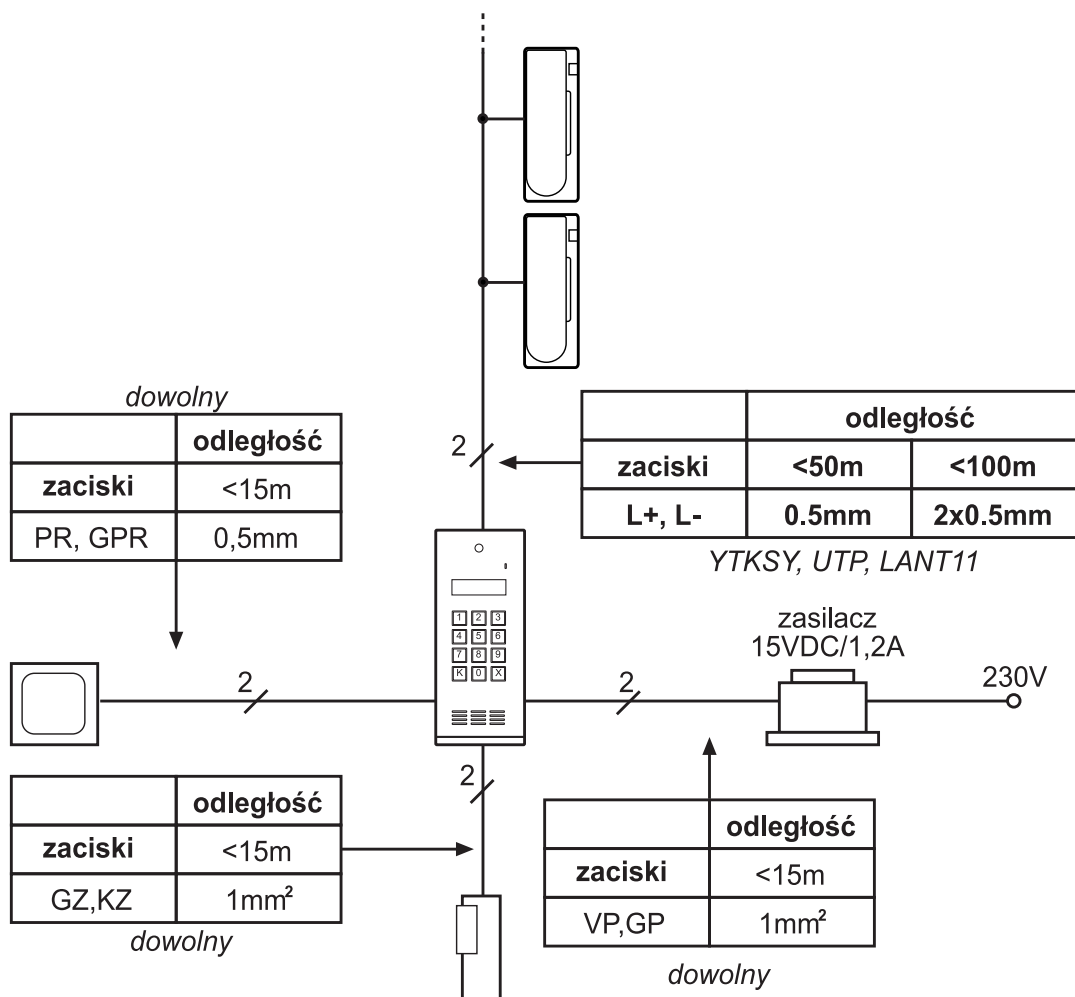 dowolny
odległość
zaciski <15m
PR, GPR 0,5mm
2
odległość
zaciski <50m <100m
L+, L- 0.5mm 2x0.5mm
YTKSY, UTP, LANT11
1 2 3
4 5 6
7 8 9
K 0 X
zasilacz
15VDC/1,2A
230V
2
2
2
odległość
zaciski <15m
GZ,KZ 1mm²
dowolny
odległość
zaciski <15m
VP,GP 1mm²
dowolny